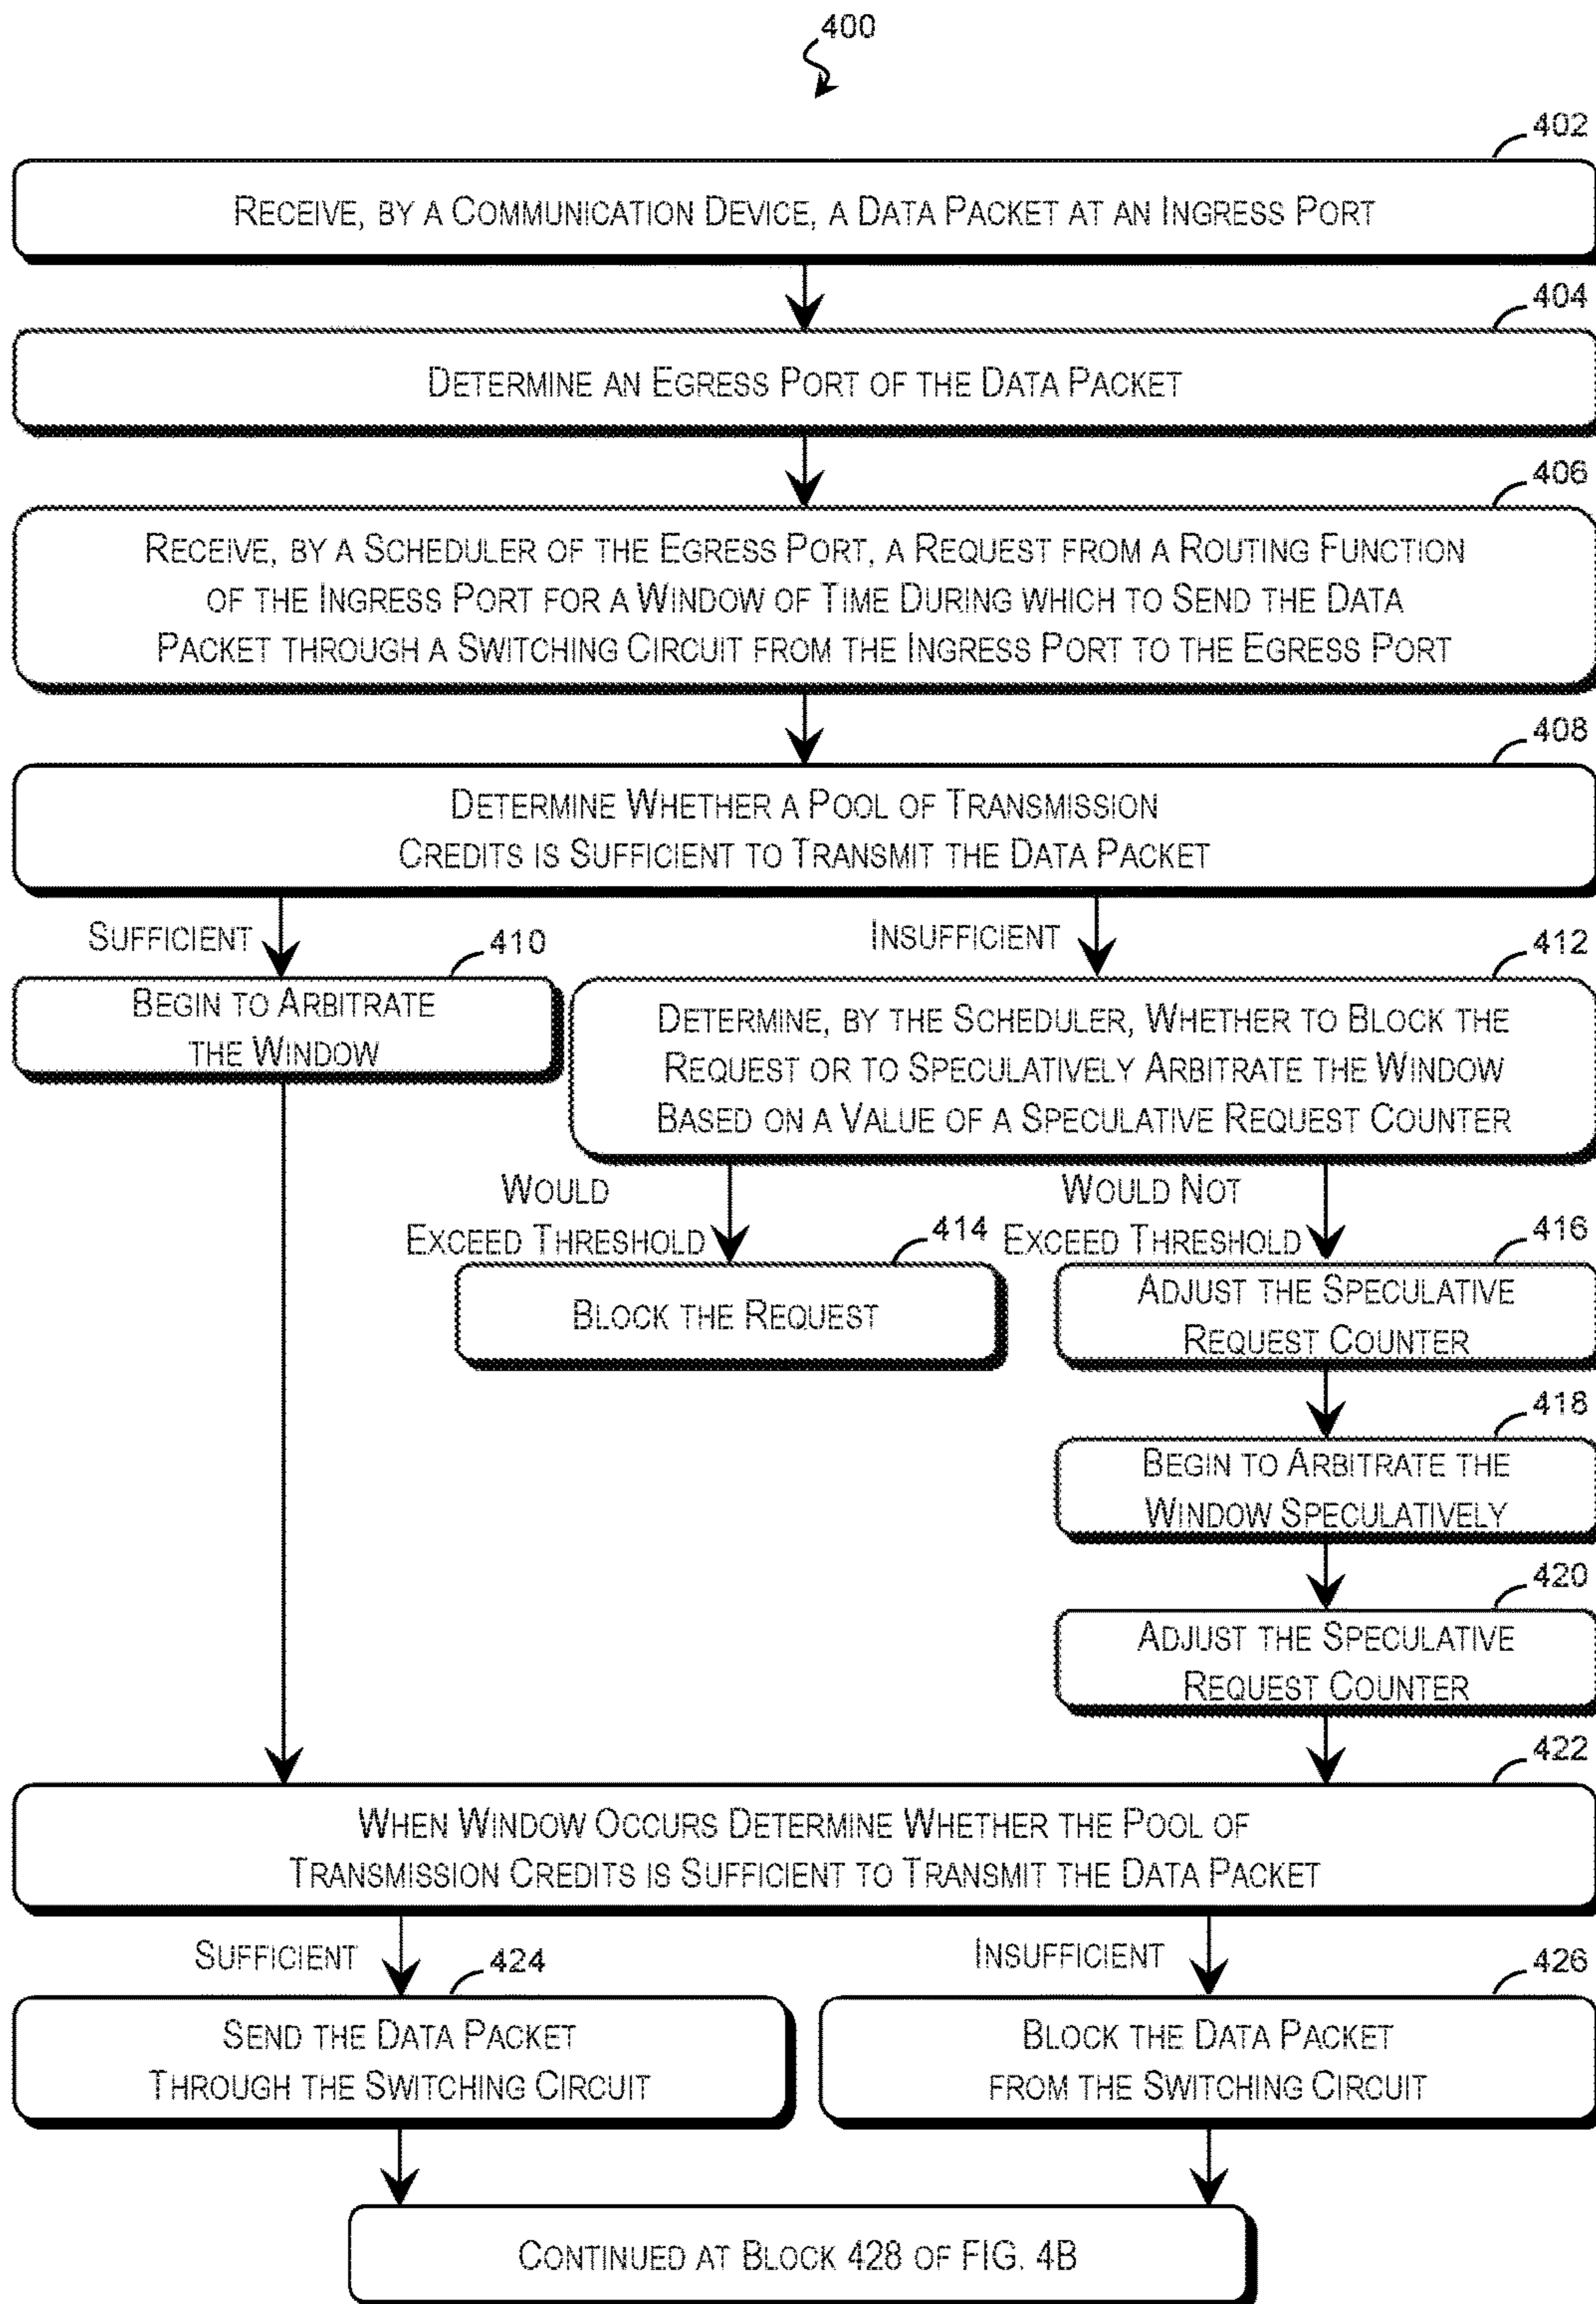 400
402
RECEIVE, BY A COMMUNICATION DEVICE, A DATA PACKET AT AN INGRESS PORT
404
DETERMINE AN EGRESS PORT OF THE DATA PACKET
406
RECEIVE, BY A SCHEDULER OF THE EGRESS PORT, A REQUEST FROM A ROUTING FUNCTION
OF THE INGRESS PORT FOR A WINDOW OF TIME DURING WHICH TO SEND THE DATA
PACKET THROUGH A SWITCHING CIRCUIT FROM THE INGRESS PORT TO THE EGRESS PORT
408
DETERMINE WHETHER A POOL OF TRANSMISSION
CREDITS IS SUFFICIENT TO TRANSMIT THE DATA PACKET
SUFFICIENT
410
BEGIN TO ARBITRATE
THE WINDOW
INSUFFICIENT
412
DETERMINE, BY THE SCHEDULER, WHETHER TO BLOCK THE
REQUEST OR TO SPECULATIVELY ARBITRATE THE WINDOW
BASED ON A VALUE OF A SPECULATIVE REQUEST COUNTER
WOULD
EXCEED THRESHOLD
414
BLOCK THE REQUEST
WOULD NOT
EXCEED THRESHOLD
416
ADJUST THE SPECULATIVE
REQUEST COUNTER
418
BEGIN TO ARBITRATE THE
WINDOW SPECULATIVELY
420
ADJUST THE SPECULATIVE
REQUEST COUNTER
422
WHEN WINDOW OCCURS DETERMINE WHETHER THE POOL OF
TRANSMISSION CREDITS IS SUFFICIENT TO TRANSMIT THE DATA PACKET
SUFFICIENT
424
SEND THE DATA PACKET
THROUGH THE SWITCHING CIRCUIT
INSUFFICIENT
426
BLOCK THE DATA PACKET
FROM THE SWITCHING CIRCUIT
CONTINUED AT BLOCK 428 OF FIG. 4B